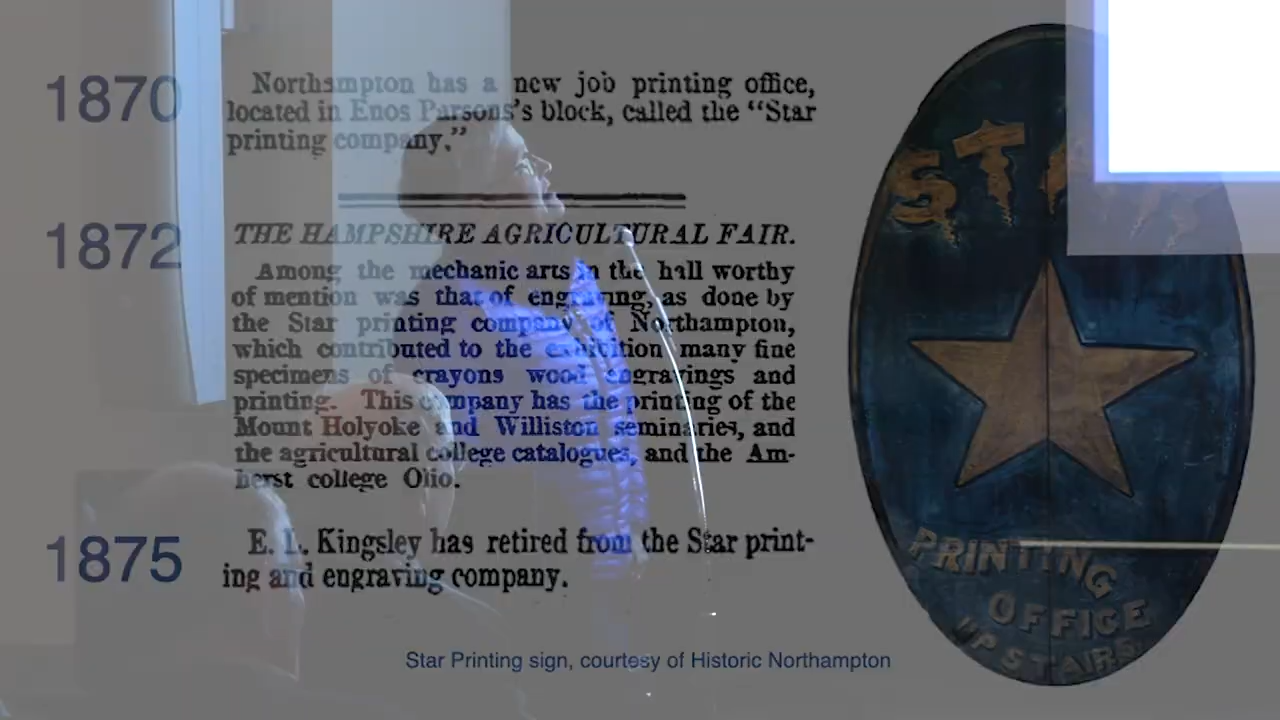 1870
Northampton has a new job printing office,
located in Enos Parsons's block, called the “Star
printing company.”
1872
THE HAMPSHIRE AGRICULTURAL FAIR.
Among the mechanic arts in the hall worthy
of mention was that of engraving, as done by
the Star printing company of Northampton,
which contributed to the exhibition many fine
specimens of crayons wood engravings and
printing. This company has the printing of the
Mount Holyoke and Williston seminaries, and
the agricultural college catalogues, and the Am-
herst college Olio.
1875
E. L. Kingsley has retired from the Star print-
ing and engraving company.
STAR
PRINTING
OFFICE
UP STAIRS
Star Printing sign, courtesy of Historic Northampton